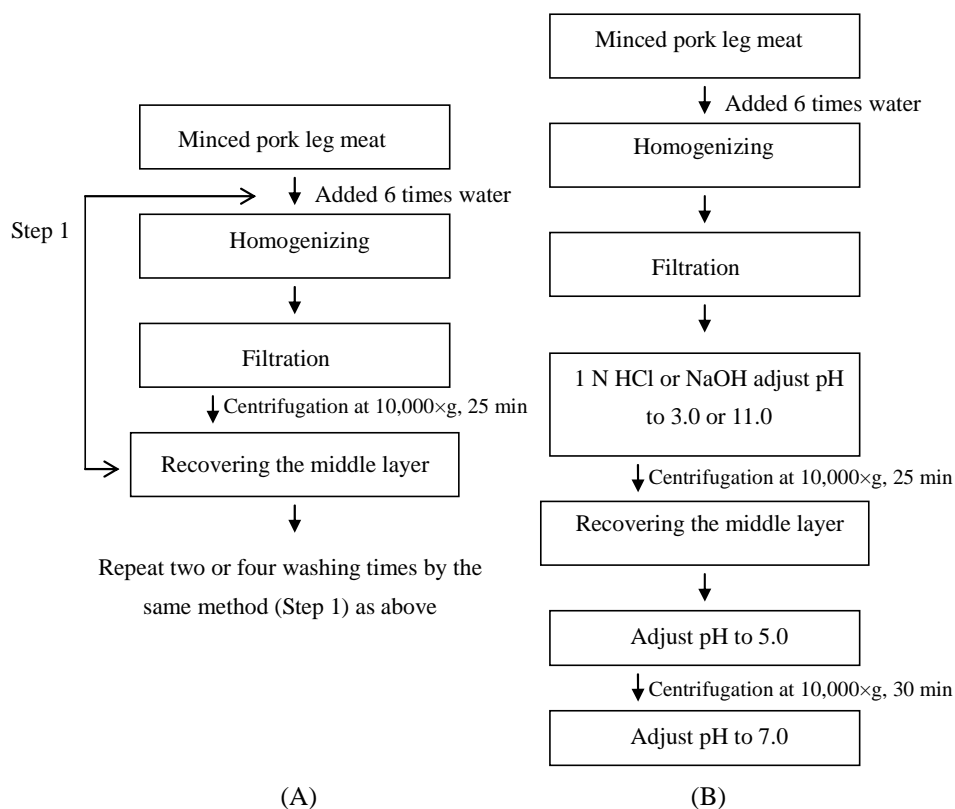 Minced pork leg meat
Added 6 times water
Step 1
Homogenizing
Filtration
Centrifugation at 10,000×g, 25 min
Recovering the middle layer
Repeat two or four washing times by the
same method (Step 1) as above
(A)
Minced pork leg meat
Added 6 times water
Homogenizing
Filtration
1 N HCl or NaOH adjust pH
to 3.0 or 11.0
Centrifugation at 10,000×g, 25 min
Recovering the middle layer
Adjust pH to 5.0
Centrifugation at 10,000×g, 30 min
Adjust pH to 7.0
(B)